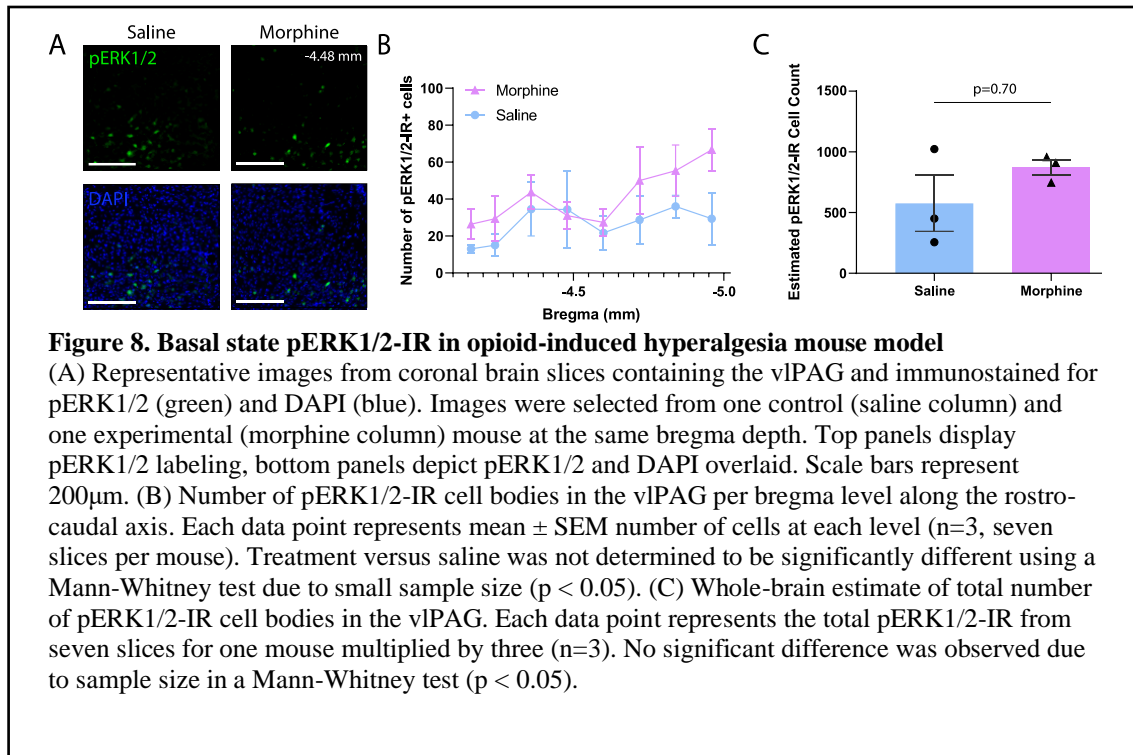 A
Saline
Morphine
pERK1/2
-4.48 mm
DAPI
B
Number of pERK1/2-IR+ cells
100
80
60
40
20
0
Morphine
Saline
-4.5
-5.0
Bregma (mm)
C
Estimated pERK1/2-IR Cell Count
1500
1000
500
0
p=0.70
Saline
Morphine
Figure 8. Basal state pERK1/2-IR in opioid-induced hyperalgesia mouse model
(A) Representative images from coronal brain slices containing the vlPAG and immunostained for
pERK1/2 (green) and DAPI (blue). Images were selected from one control (saline column) and
one experimental (morphine column) mouse at the same bregma depth. Top panels display
pERK1/2 labeling, bottom panels depict pERK1/2 and DAPI overlaid. Scale bars represent
200μm. (B) Number of pERK1/2-IR cell bodies in the vlPAG per bregma level along the rostro-
caudal axis. Each data point represents mean ± SEM number of cells at each level (n=3, seven
slices per mouse). Treatment versus saline was not determined to be significantly different using a
Mann-Whitney test due to small sample size (p < 0.05). (C) Whole-brain estimate of total number
of pERK1/2-IR cell bodies in the vlPAG. Each data point represents the total pERK1/2-IR from
seven slices for one mouse multiplied by three (n=3). No significant difference was observed due
to sample size in a Mann-Whitney test (p < 0.05).